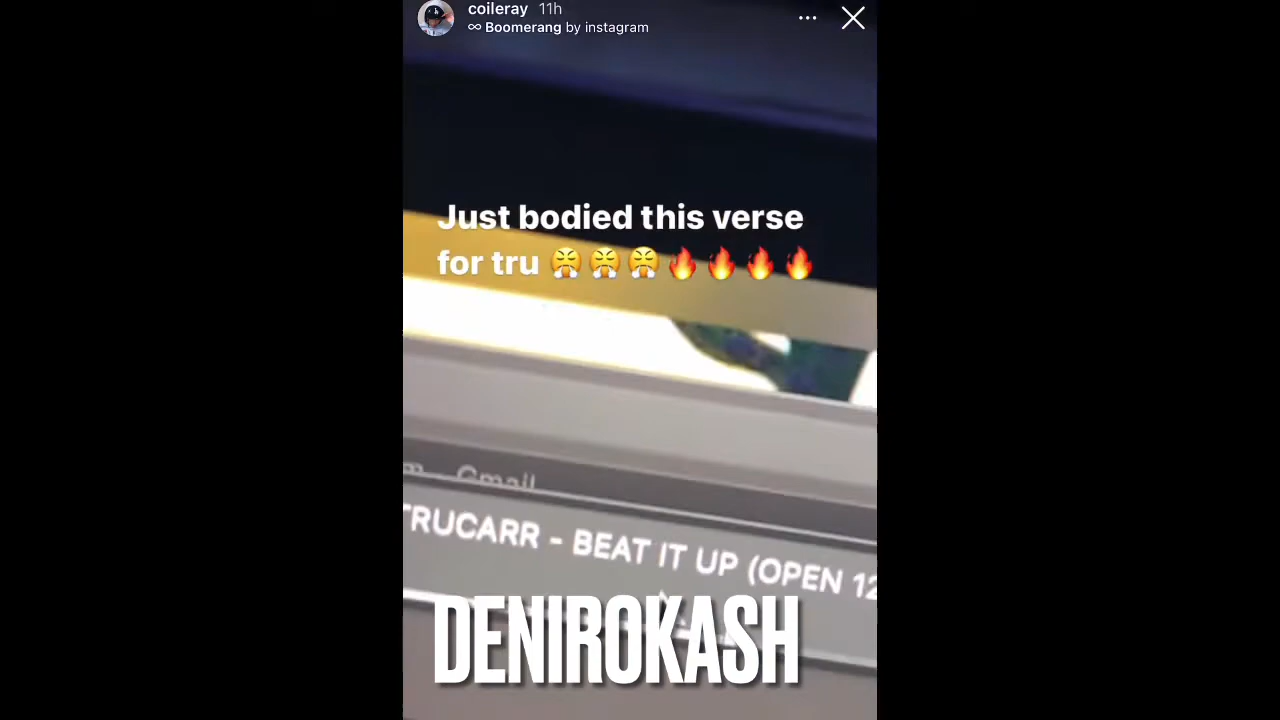 coileray 11h
∞ Boomerang by instagram
Just bodied this verse
for tru 😤😤😤🔥🔥🔥🔥
Gmail
TRUCARR - BEAT IT UP (OPEN 12
DENIROKASH